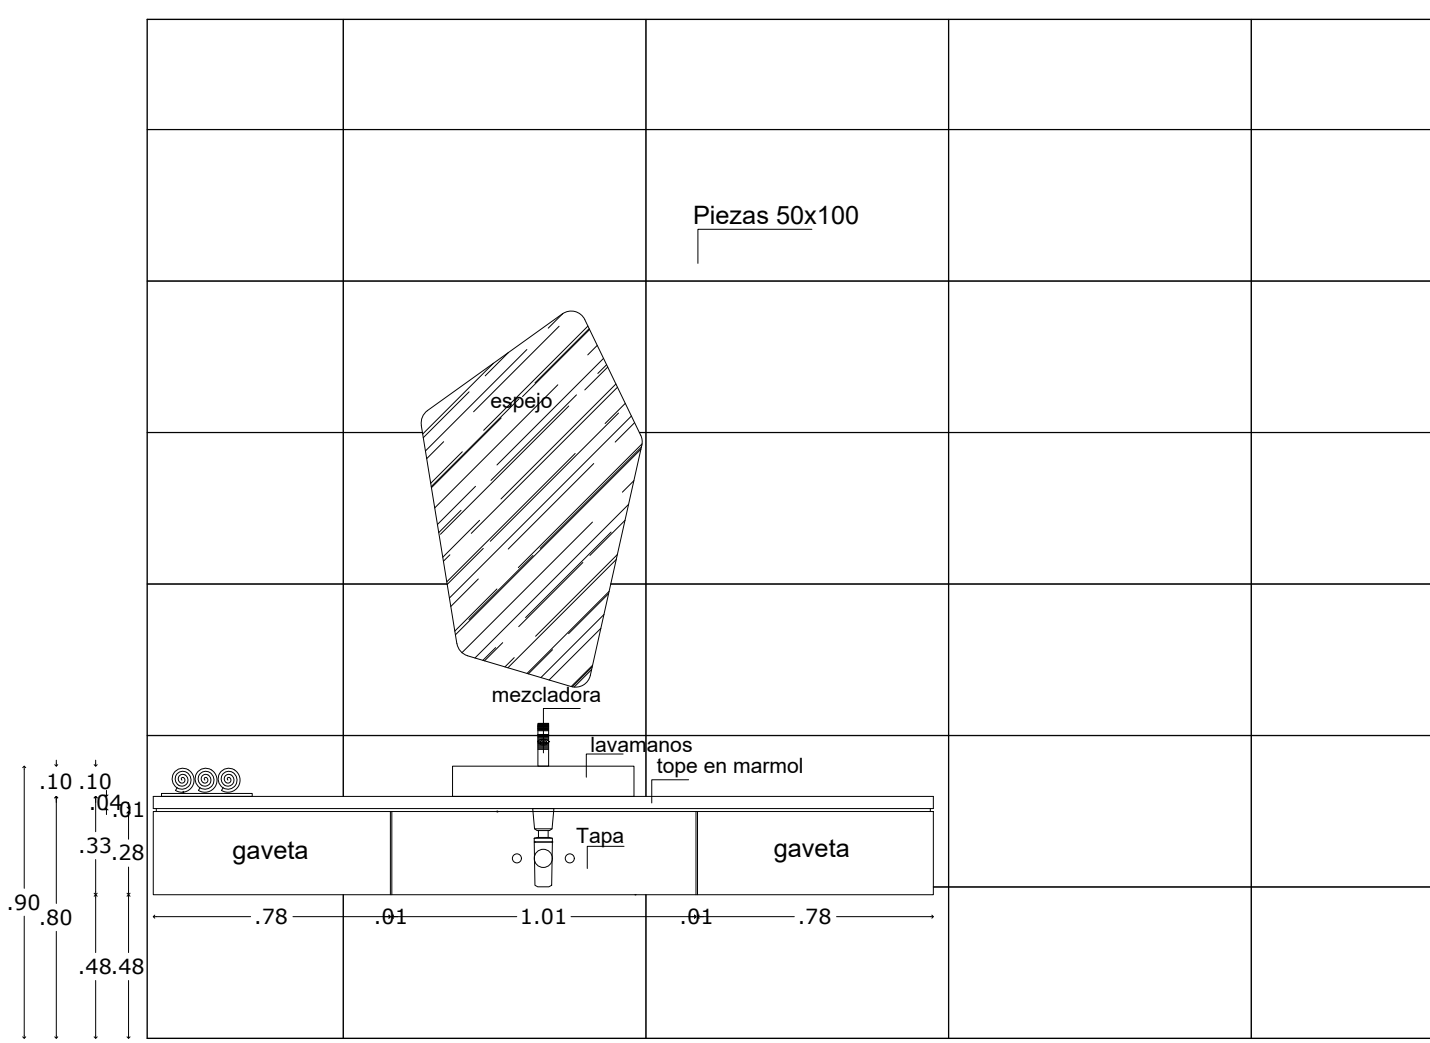 Piezas 50x100
espejo
mezcladora
lavamanos
tope en marmol
.10
.10
.04
.01
Tapa
.33
.28
gaveta
gaveta
.90
.80
.78
.01
1.01
.01
.78
.48
.48